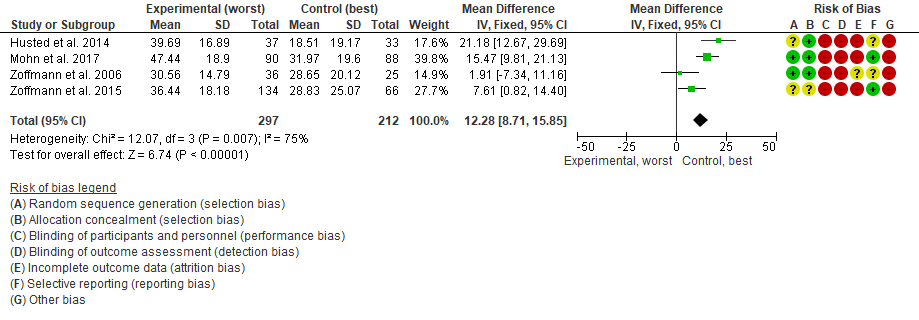 Experimental (worst) Control (best) Mean Difference Mean Difference Risk of Bias
Study or Subgroup Mean SD Total Mean SD Total Weight IV, Fixed, 95% CI IV, Fixed, 95% CI A B C D E F G
Husted et al. 2014 39.69 16.89 37 18.51 19.17 33 17.6% 21.18 [12.67, 29.69] ? + − − − ? −
Mohn et al. 2017 47.44 18.9 90 31.97 19.6 88 39.8% 15.47 [9.81, 21.13] + + − − − + −
Zoffmann et al. 2006 30.56 14.79 36 28.65 20.12 25 14.9% 1.91 [-7.34, 11.16] + + − − ? ? −
Zoffmann et al. 2015 36.44 18.18 134 28.83 25.07 66 27.7% 7.61 [0.82, 14.40] ? ? − − − + −
Total (95% CI) 297 212 100.0% 12.28 [8.71, 15.85]
Heterogeneity: Chi² = 12.07, df = 3 (P = 0.007); I² = 75%
Test for overall effect: Z = 6.74 (P < 0.00001)
-50 -25 0 25 50
Experimental, worst Control, best
Risk of bias legend
(A) Random sequence generation (selection bias)
(B) Allocation concealment (selection bias)
(C) Blinding of participants and personnel (performance bias)
(D) Blinding of outcome assessment (detection bias)
(E) Incomplete outcome data (attrition bias)
(F) Selective reporting (reporting bias)
(G) Other bias